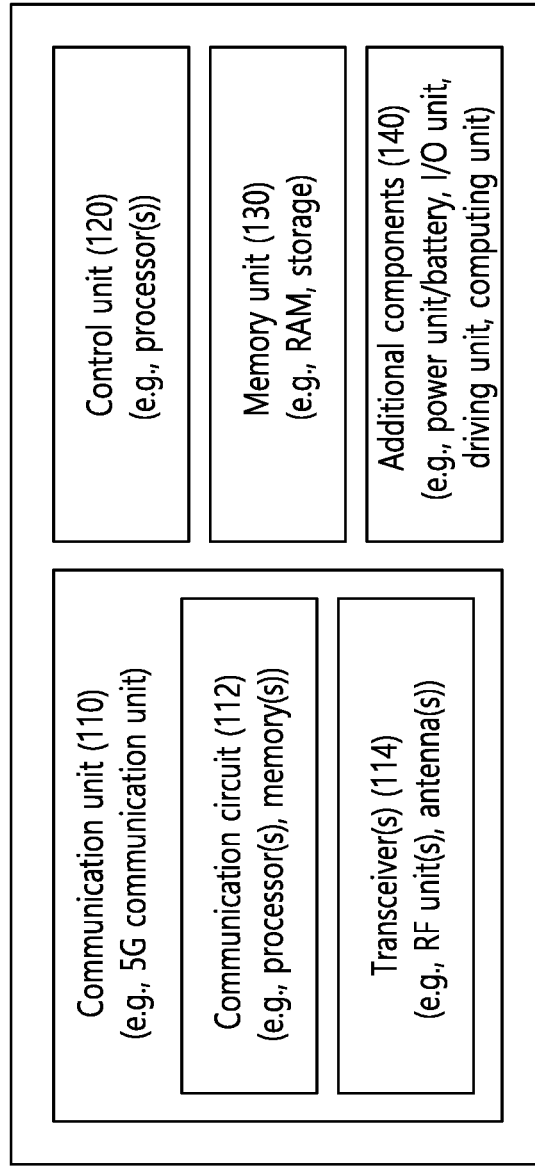 Communication unit (110)
(e.g., 5G communication unit)
Communication circuit (112)
(e.g., processor(s), memory(s))
Transceiver(s) (114)
(e.g., RF unit(s), antenna(s))
Control unit (120)
(e.g., processor(s))
Memory unit (130)
(e.g., RAM, storage)
Additional components (140)
(e.g., power unit/battery, I/O unit,
driving unit, computing unit)